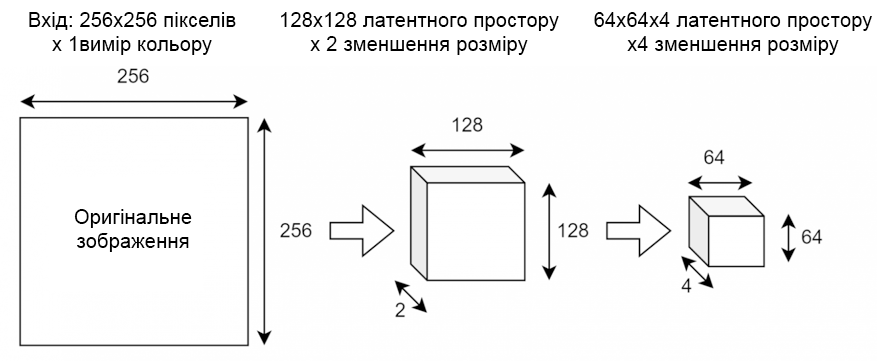 Вхід: 256x256 пікселів
x 1вимір кольору
128x128 латентного простору
x 2 зменшення розміру
64x64x4 латентного простору
x4 зменшення розміру
256
Оригінальне
зображення
256
128
128
2
64
64
4